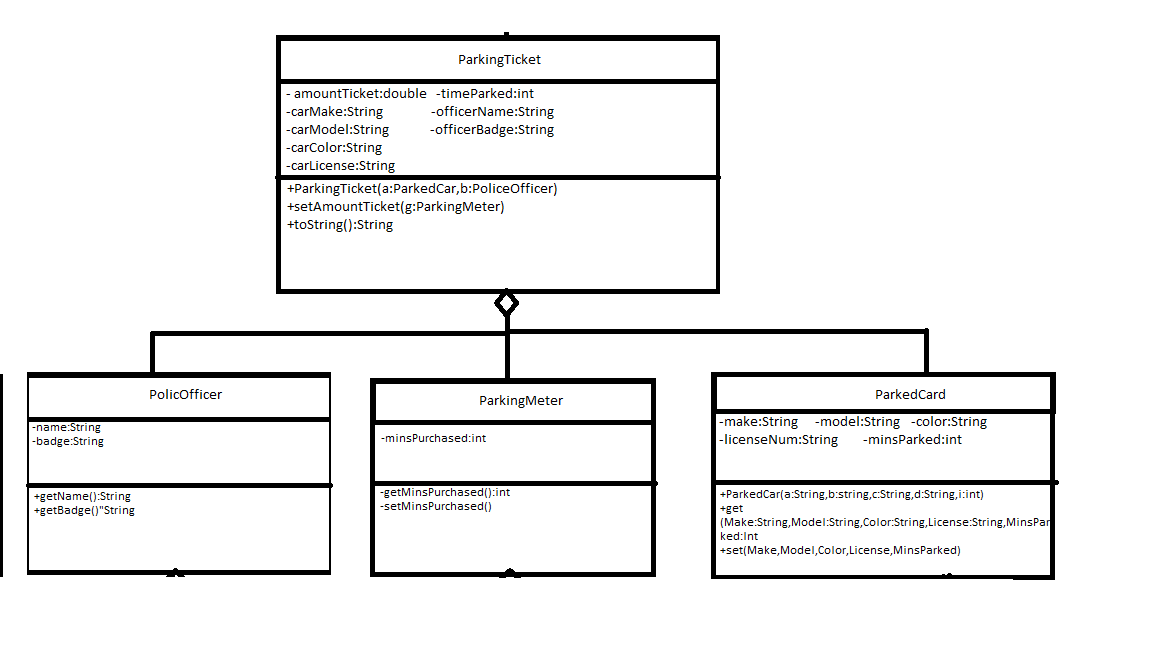 ParkingTicket
- amountTicket:double -timeParked:int
-carMake:String -officerName:String
-carModel:String -officerBadge:String
-carColor:String
-carLicense:String
+ParkingTicket(a:ParkedCar,b:PoliceOfficer)
+setAmountTicket(g:ParkingMeter)
+toString():String
PolicOfficer
-name:String
-badge:String
+getName():String
+getBadge()"String
ParkingMeter
-minsPurchased:int
-getMinsPurchased():int
-setMinsPurchased()
ParkedCard
-make:String -model:String -color:String
-licenseNum:String -minsParked:int
+ParkedCar(a:String,b:string,c:String,d:String,i:int)
+get
(Make:String,Model:String,Color:String,License:String,MinsPar
ked:Int
+set(Make,Model,Color,License,MinsParked)